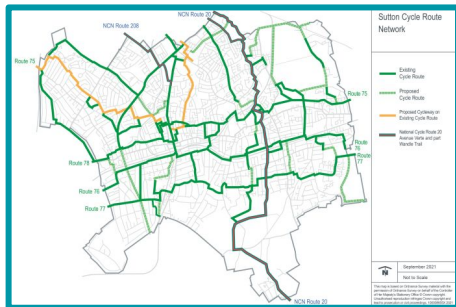 Sutton Cycle Route
Network
Existing
Cycle Route
Proposed
Cycle Route
Proposed Cycleway on
Existing Cycle Route
National Cycle Route 20
Avenue Verte and part
Wandle Trail
NCN Route 208
NCN Route 20
Route 75
Route 75
Route 76
Route 77
Route 78
Route 76
Route 77
NCN Route 20
September 2021
Not to Scale